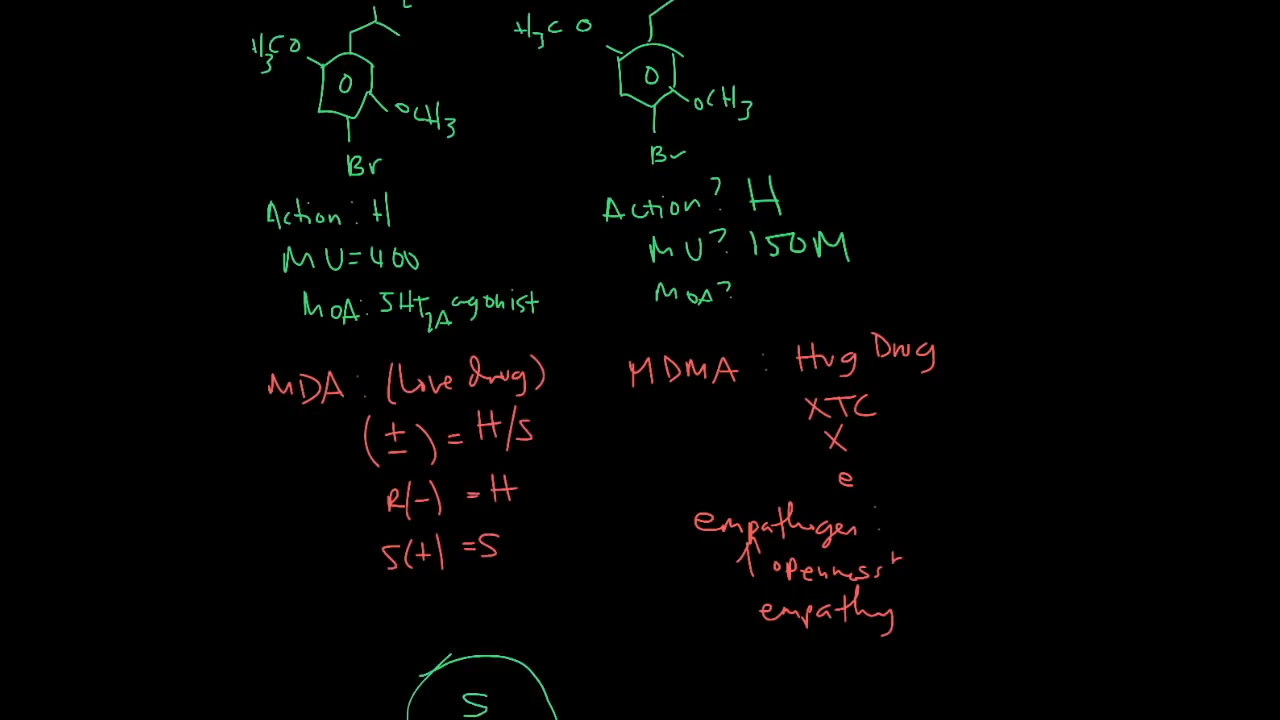 H3CO
OCH3
Br
Action: H
MU=400
MOA: 5HT2A agonist
H3CO
OCH3
Br
Action? H
MU? 150M
MOA?
MDA: (Love drug)
(±) = H/S
R(-) = H
S(+) = S
MDMA: Hug Drug
XTC
X
e
empathogen:
↑ openness +
empathy
S